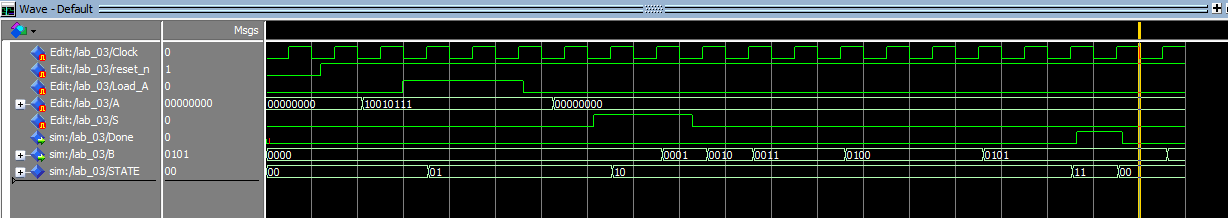 Wave - Default
Msgs
Edit:/lab_03/Clock 0
Edit:/lab_03/reset_n 1
Edit:/lab_03/Load_A 0
Edit:/lab_03/A 00000000 00000000 10010111 00000000
Edit:/lab_03/S 0
sim:/lab_03/Done 0
sim:/lab_03/B 0101 0000 0001 0010 0011 0100 0101
sim:/lab_03/STATE 00 00 01 10 11 00